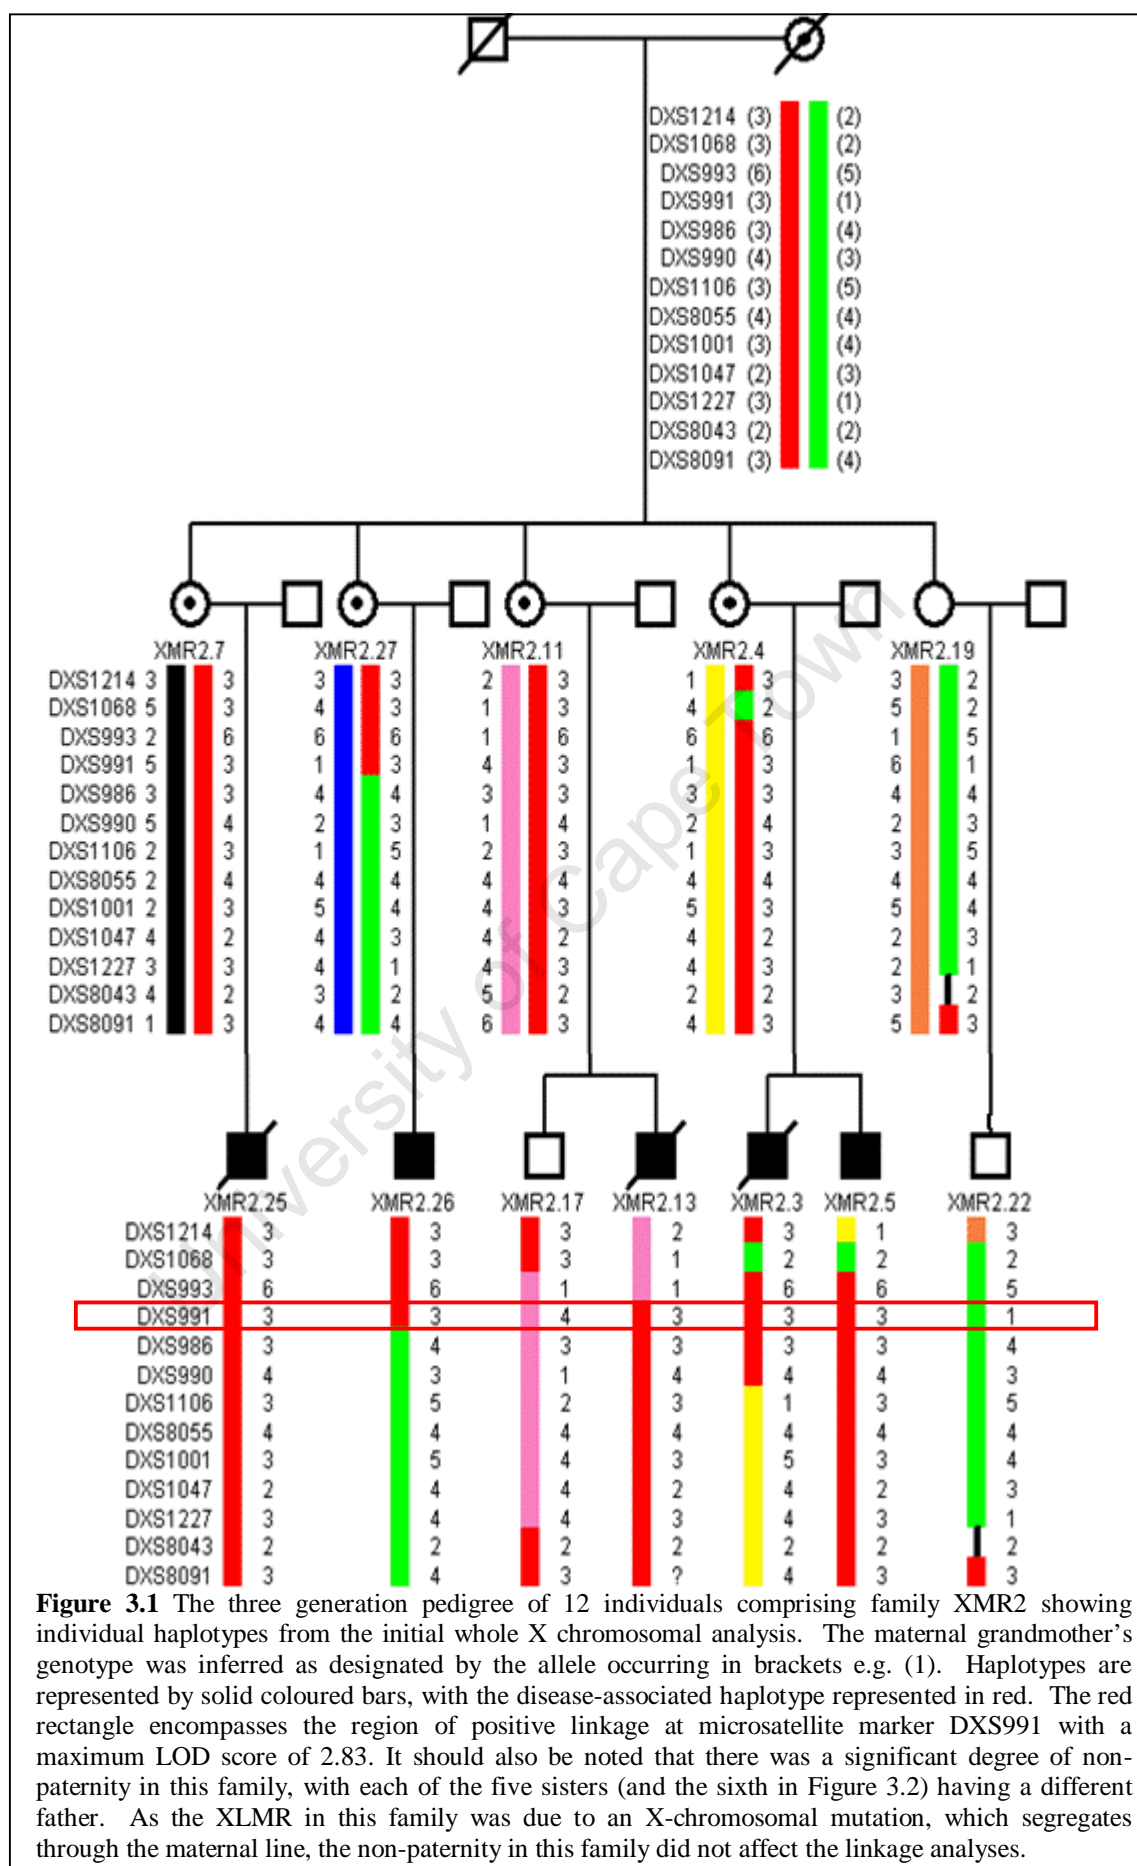 DXS1214 (3) (2)
DXS1068 (3) (2)
DXS993 (6) (5)
DXS991 (3) (1)
DXS986 (3) (4)
DXS990 (4) (3)
DXS1106 (3) (5)
DXS8055 (4) (4)
DXS1001 (3) (4)
DXS1047 (2) (3)
DXS1227 (3) (1)
DXS8043 (2) (2)
DXS8091 (3) (4)
XMR2.7 XMR2.27 XMR2.11 XMR2.4 XMR2.19
DXS1214 3 3 3 3 2 3 1 3 3 2
DXS1068 5 3 4 3 1 3 4 2 5 2
DXS993 2 6 6 6 1 6 6 6 1 5
DXS991 5 3 1 3 4 3 1 3 6 1
DXS986 3 3 4 4 3 3 3 3 4 4
DXS990 5 4 2 3 1 4 2 4 2 3
DXS1106 2 3 1 5 2 3 1 3 3 5
DXS8055 2 4 4 4 4 4 4 4 4 4
DXS1001 2 3 5 4 4 3 5 3 5 4
DXS1047 4 2 4 3 4 2 4 2 2 3
DXS1227 3 3 4 1 4 3 4 3 2 1
DXS8043 4 2 3 2 5 2 2 2 3 2
DXS8091 1 3 4 4 6 3 4 3 5 3
XMR2.25 XMR2.26 XMR2.17 XMR2.13 XMR2.3 XMR2.5 XMR2.22
DXS1214 3 3 3 2 3 1 3
DXS1068 3 3 3 1 2 2 2
DXS993 6 6 1 1 6 6 5
DXS991 3 3 4 3 3 3 1
DXS986 3 4 3 3 3 3 4
DXS990 4 3 1 4 4 4 3
DXS1106 3 5 2 3 1 3 5
DXS8055 4 4 4 4 4 4 4
DXS1001 3 5 4 3 5 3 4
DXS1047 2 4 4 2 4 2 3
DXS1227 3 4 4 3 4 3 1
DXS8043 2 2 2 2 2 2 2
DXS8091 3 4 3 ? 4 3 3
University of Cape Town
Figure 3.1 The three generation pedigree of 12 individuals comprising family XMR2 showing
individual haplotypes from the initial whole X chromosomal analysis. The maternal grandmother's
genotype was inferred as designated by the allele occurring in brackets e.g. (1). Haplotypes are
represented by solid coloured bars, with the disease-associated haplotype represented in red. The red
rectangle encompasses the region of positive linkage at microsatellite marker DXS991 with a
maximum LOD score of 2.83. It should also be noted that there was a significant degree of non-
paternity in this family, with each of the five sisters (and the sixth in Figure 3.2) having a different
father. As the XLMR in this family was due to an X-chromosomal mutation, which segregates
through the maternal line, the non-paternity in this family did not affect the linkage analyses.